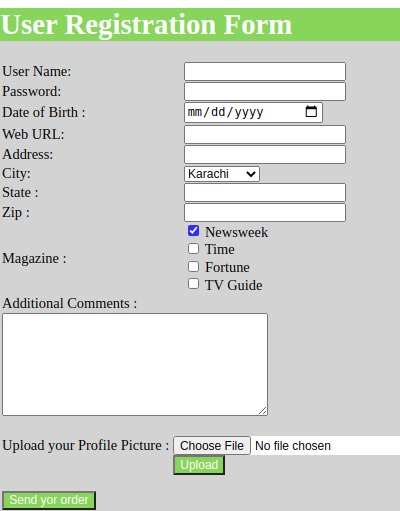 User Registration Form
User Name:
Password:
Date of Birth : mm/dd/yyyy
Web URL:
Address:
City: Karachi
State :
Zip :
Magazine :
Newsweek
Time
Fortune
TV Guide
Additional Comments :
Upload your Profile Picture : Choose File No file chosen
Upload
Send yor order